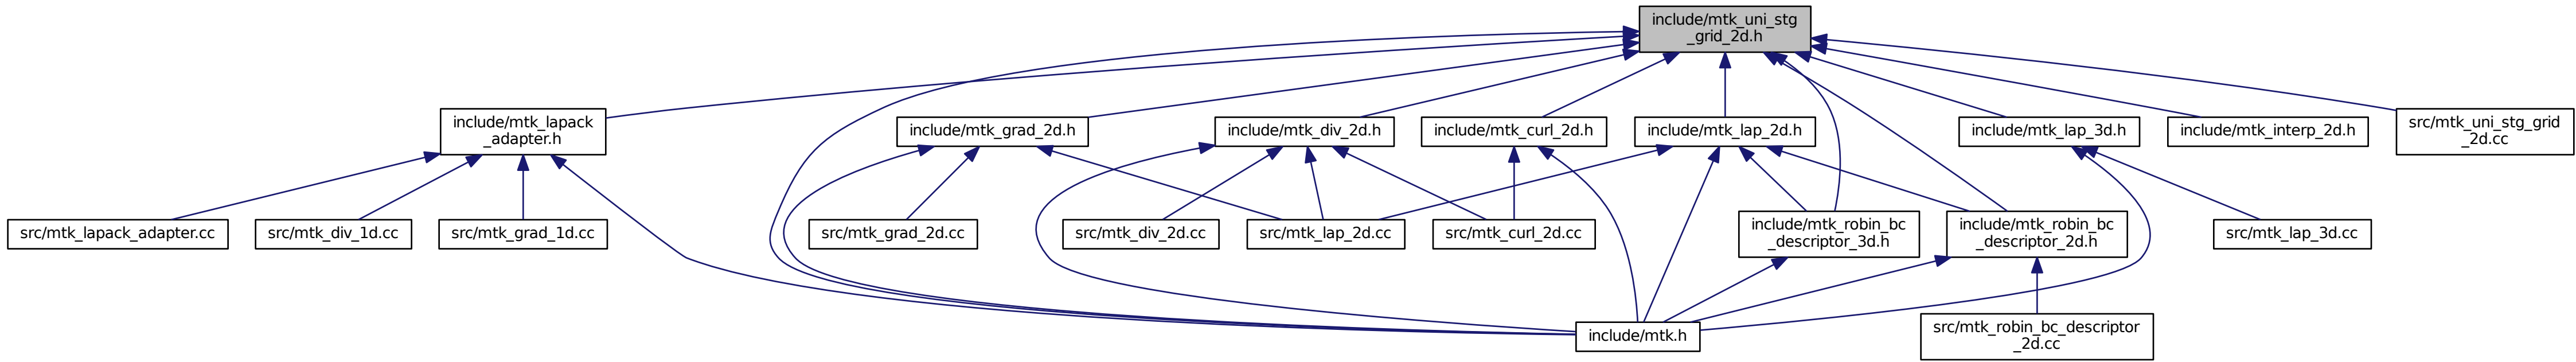 include/mtk_uni_stg
_grid_2d.h
include/mtk_lapack
_adapter.h
include/mtk_grad_2d.h
include/mtk_div_2d.h
include/mtk_curl_2d.h
include/mtk_lap_2d.h
include/mtk_lap_3d.h
include/mtk_interp_2d.h
src/mtk_uni_stg_grid
_2d.cc
src/mtk_lapack_adapter.cc
src/mtk_div_1d.cc
src/mtk_grad_1d.cc
src/mtk_grad_2d.cc
src/mtk_div_2d.cc
src/mtk_lap_2d.cc
src/mtk_curl_2d.cc
include/mtk_robin_bc
_descriptor_3d.h
include/mtk_robin_bc
_descriptor_2d.h
src/mtk_lap_3d.cc
include/mtk.h
src/mtk_robin_bc_descriptor
_2d.cc